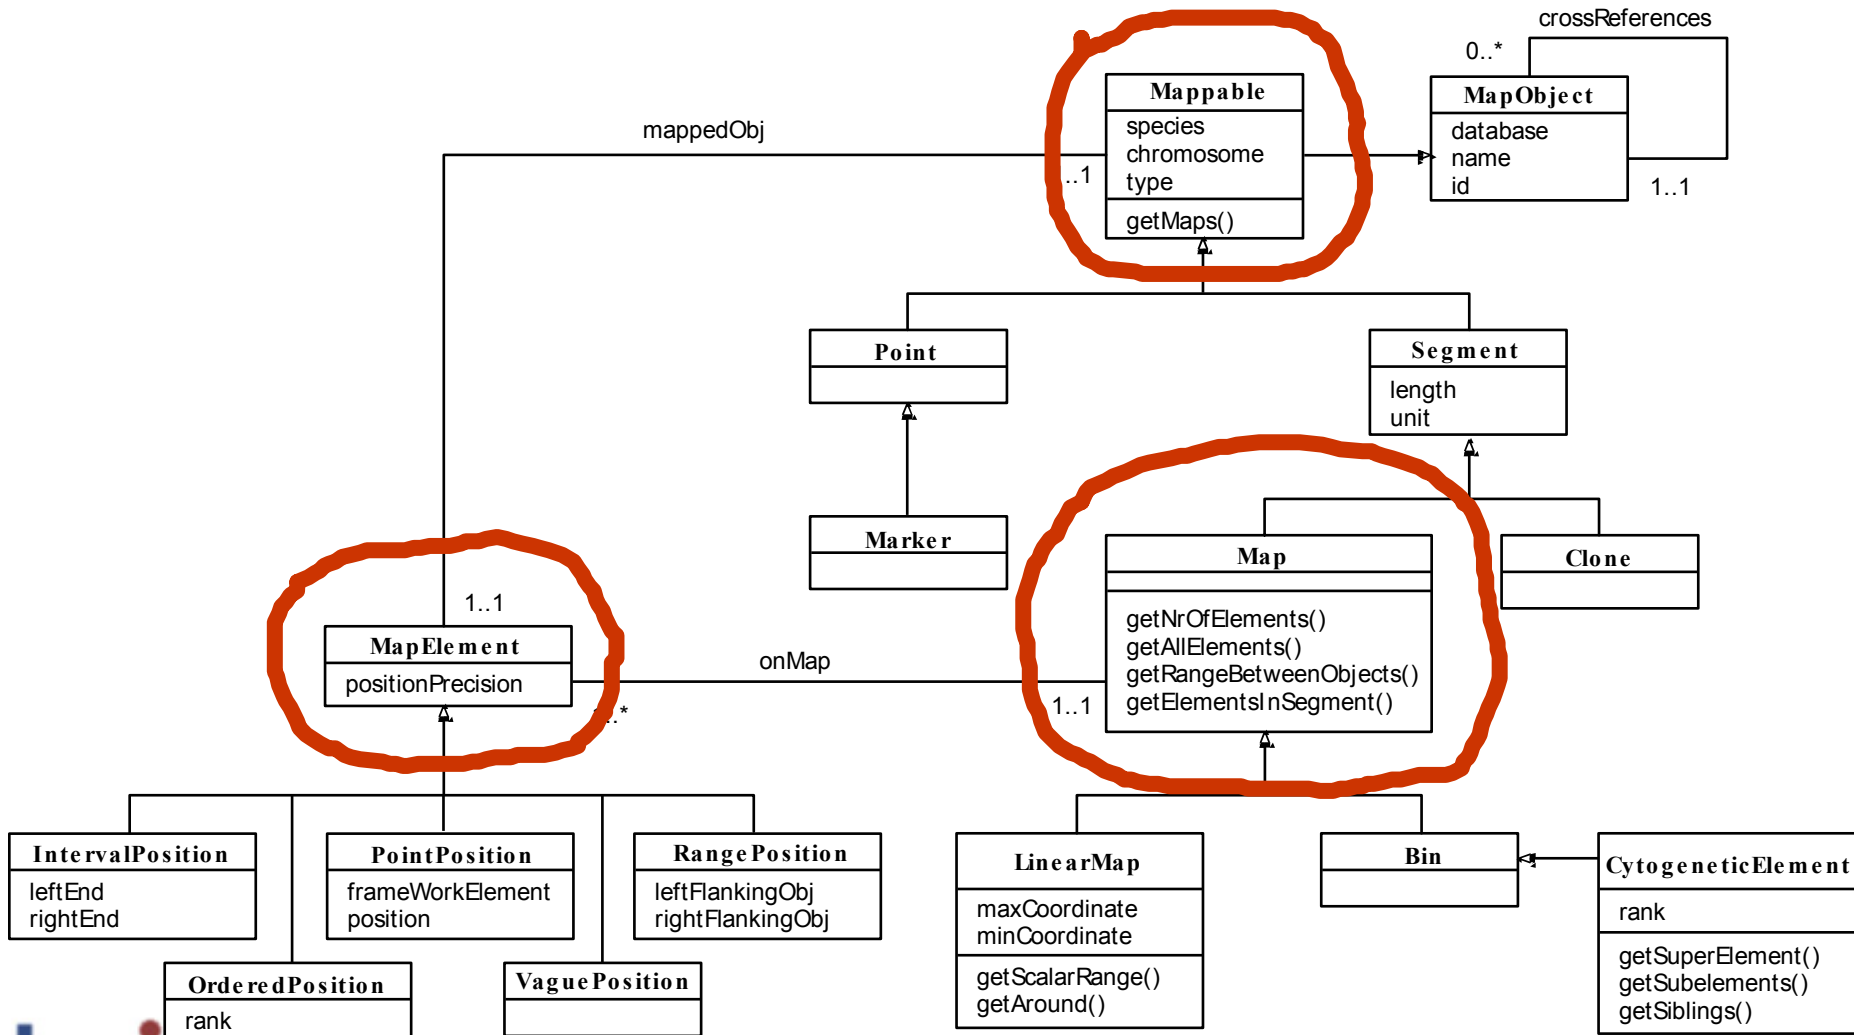 crossReferences
0..*
Mappable
species
chromosome
type
getMaps()
MapObject
database
name
id
1..1
mappedObj
..1
Point
Segment
length
unit
Marker
Map
getNrOfElements()
getAllElements()
getRangeBetweenObjects()
getElementsInSegment()
Clone
1..1
MapElement
positionPrecision
onMap
1..1
..*
IntervalPosition
leftEnd
rightEnd
PointPosition
frameWorkElement
position
RangePosition
leftFlankingObj
rightFlankingObj
OrderedPosition
rank
VaguePosition
LinearMap
maxCoordinate
minCoordinate
getScalarRange()
getAround()
Bin
CytogeneticElement
rank
getSuperElement()
getSubelements()
getSiblings()